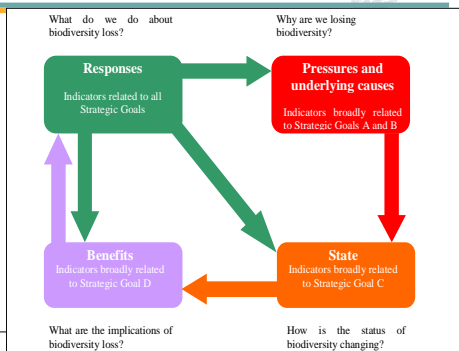 What do we do about
biodiversity loss?
Why are we losing
biodiversity?
Responses
Indicators related to all
Strategic Goals
Pressures and
underlying causes
Indicators broadly related
to Strategic Goals A and B
Benefits
Indicators broadly related
to Strategic Goal D
State
Indicators broadly related
to Strategic Goal C
What are the implications of
biodiversity loss?
How is the status of
biodiversity changing?